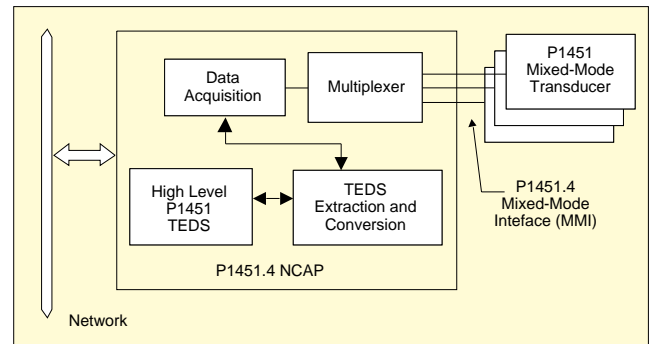 P1451
Mixed-Mode
Transducer
Data
Acquisition
Multiplexer
High Level
P1451
TEDS
TEDS
Extraction and
Conversion
P1451.4
Mixed-Mode
Inteface (MMI)
P1451.4 NCAP
Network